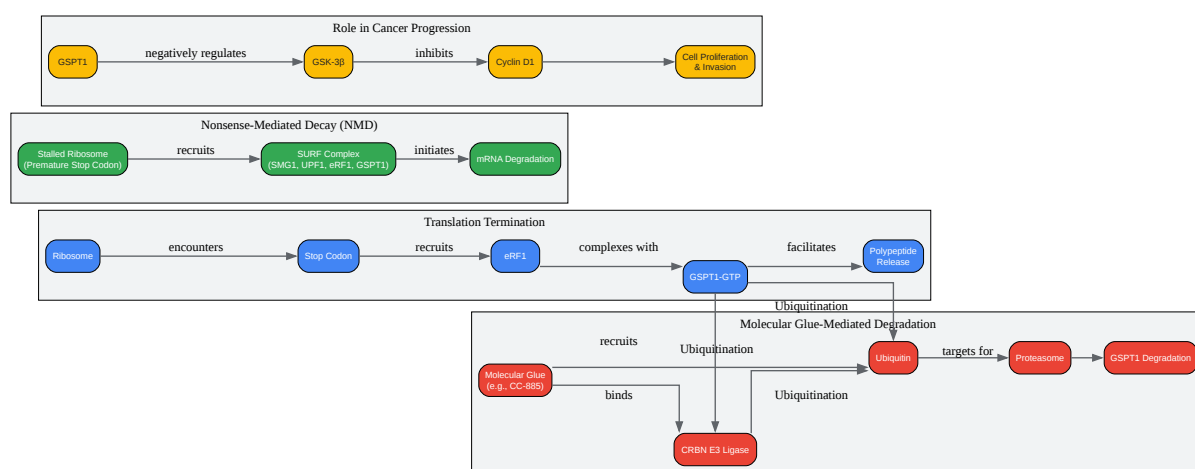 Role in Cancer Progression
GSPT1
negatively regulates
GSK-3β
inhibits
Cyclin D1
Cell Proliferation
& Invasion
Nonsense-Mediated Decay (NMD)
Stalled Ribosome
(Premature Stop Codon)
recruits
SURF Complex
(SMG1, UPF1, eRF1, GSPT1)
initiates
mRNA Degradation
Translation Termination
Ribosome
encounters
Stop Codon
recruits
eRF1
complexes with
GSPT1-GTP
facilitates
Polypeptide
Release
Ubiquitination
Molecular Glue-Mediated Degradation
recruits
Ubiquitination
Molecular Glue
(e.g., CC-885)
binds
Ubiquitin
targets for
Proteasome
GSPT1 Degradation
Ubiquitination
CRBN E3 Ligase